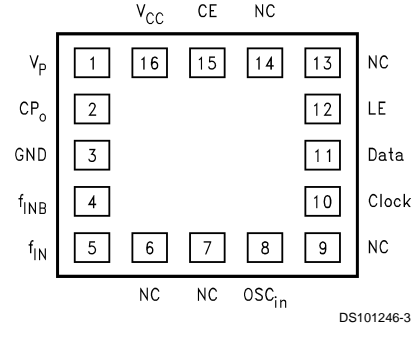 V_CC CE NC
V_P 1 16 15 14 13 NC
CP_o 2 12 LE
GND 3 11 Data
f_INB 4 10 Clock
f_IN 5 6 7 8 9 NC
NC NC OSC_in
DS101246-3